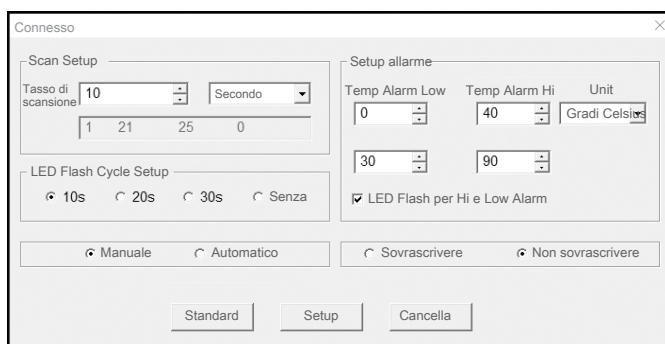 Connesso
Scan Setup
Tasso di scansione
10
Secondo
1 21 25 0
LED Flash Cycle Setup
10s 20s 30s Senza
Manuale Automatico
Setup allarme
Temp Alarm Low Temp Alarm Hi Unit
0 40 Gradi Celsius
30 90
LED Flash per Hi e Low Alarm
Sovrascrivere Non sovrascrivere
Standard Setup Cancella